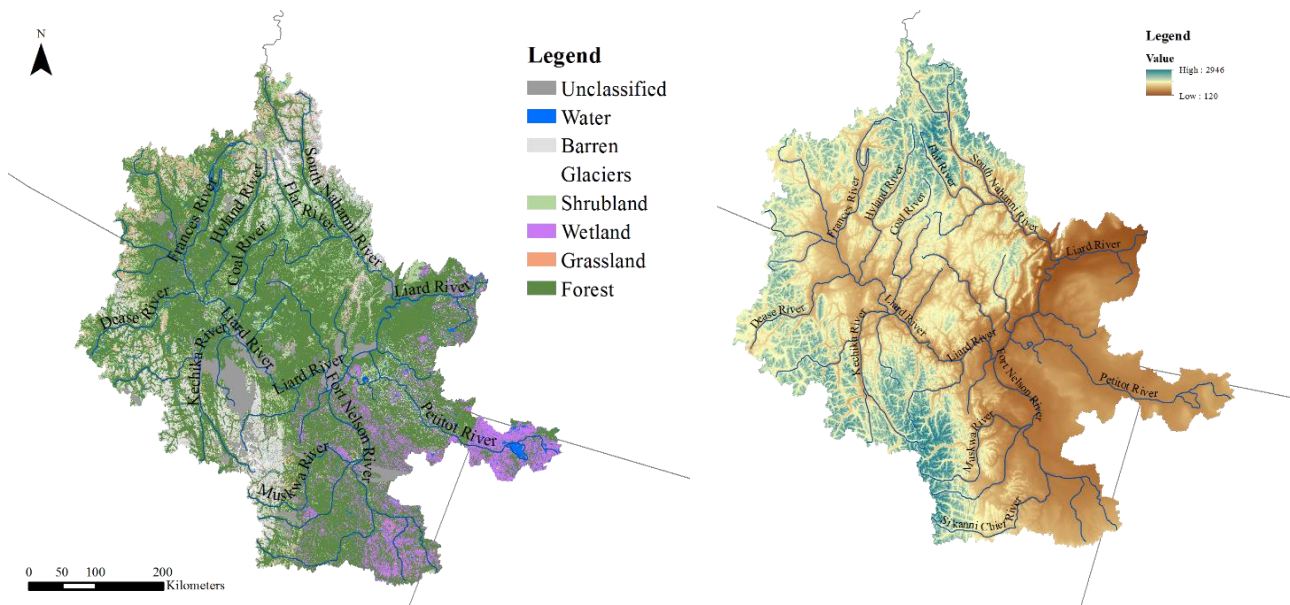 N
Legend
Unclassified
Water
Barren
Glaciers
Shrubland
Wetland
Grassland
Forest
South Nahanni River
Flat River
Hyland River
Frances River
Coal River
Liard River
Dease River
Liard River
Kechika River
Liard River
Fort Nelson River
Petitot River
Muskwa River
0 50 100 200
Kilometers
Legend
Value
High : 2946
Low : 120
Flat River
South Nahanni River
Frances River
Hyland River
Coal River
Liard River
Dease River
Liard River
Kechika River
Liard River
Fort Nelson River
Petitot River
Muskwa River
Sikanni Chief River